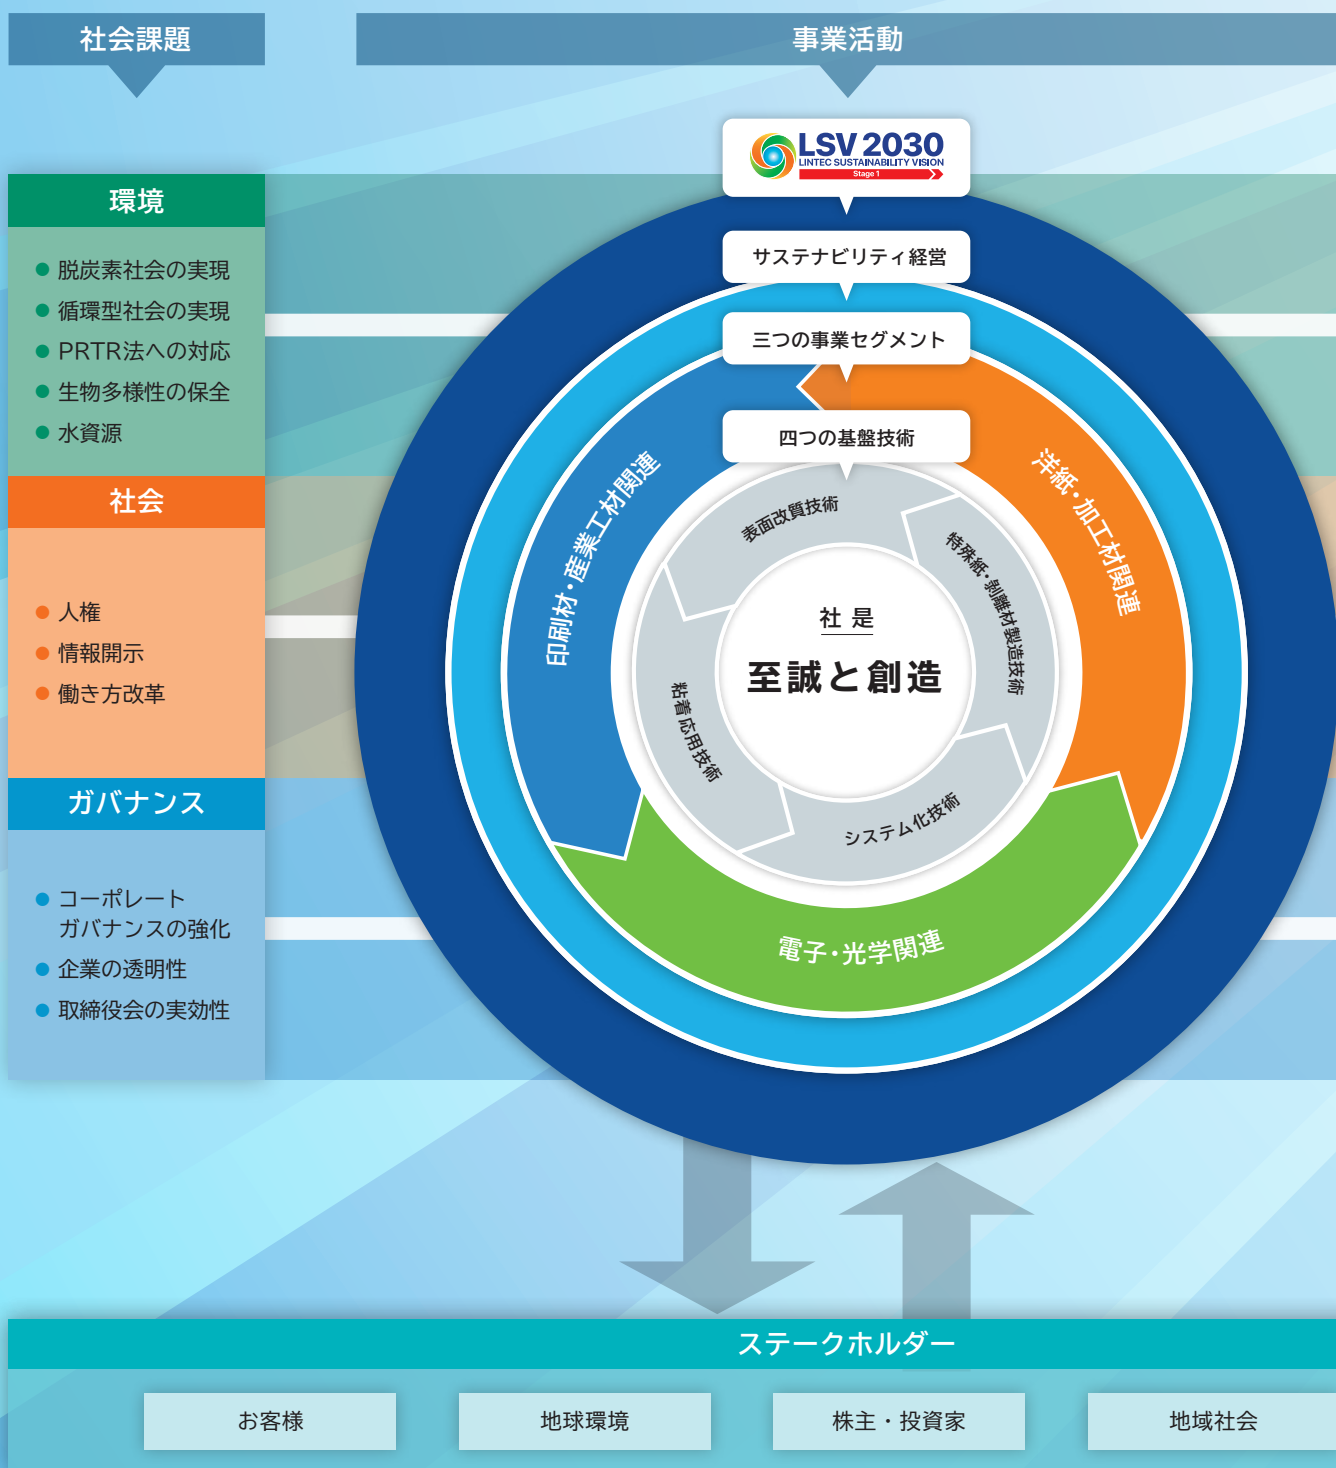 社会課題
事業活動
LSV 2030
LINTEC SUSTAINABILITY VISION
Stage 1
環境
● 脱炭素社会の実現
● 循環型社会の実現
● PRTR法への対応
● 生物多様性の保全
● 水資源
社会
● 人権
● 情報開示
● 働き方改革
ガバナンス
● コーポレート
ガバナンスの強化
● 企業の透明性
● 取締役会の実効性
サステナビリティ経営
三つの事業セグメント
四つの基盤技術
印刷材・産業工材関連
洋紙・加工材関連
電子・光学関連
表面改質技術
特殊紙・剝離材製造技術
粘着応用技術
システム化技術
社是
至誠と創造
ステークホルダー
お客様
地球環境
株主・投資家
地域社会